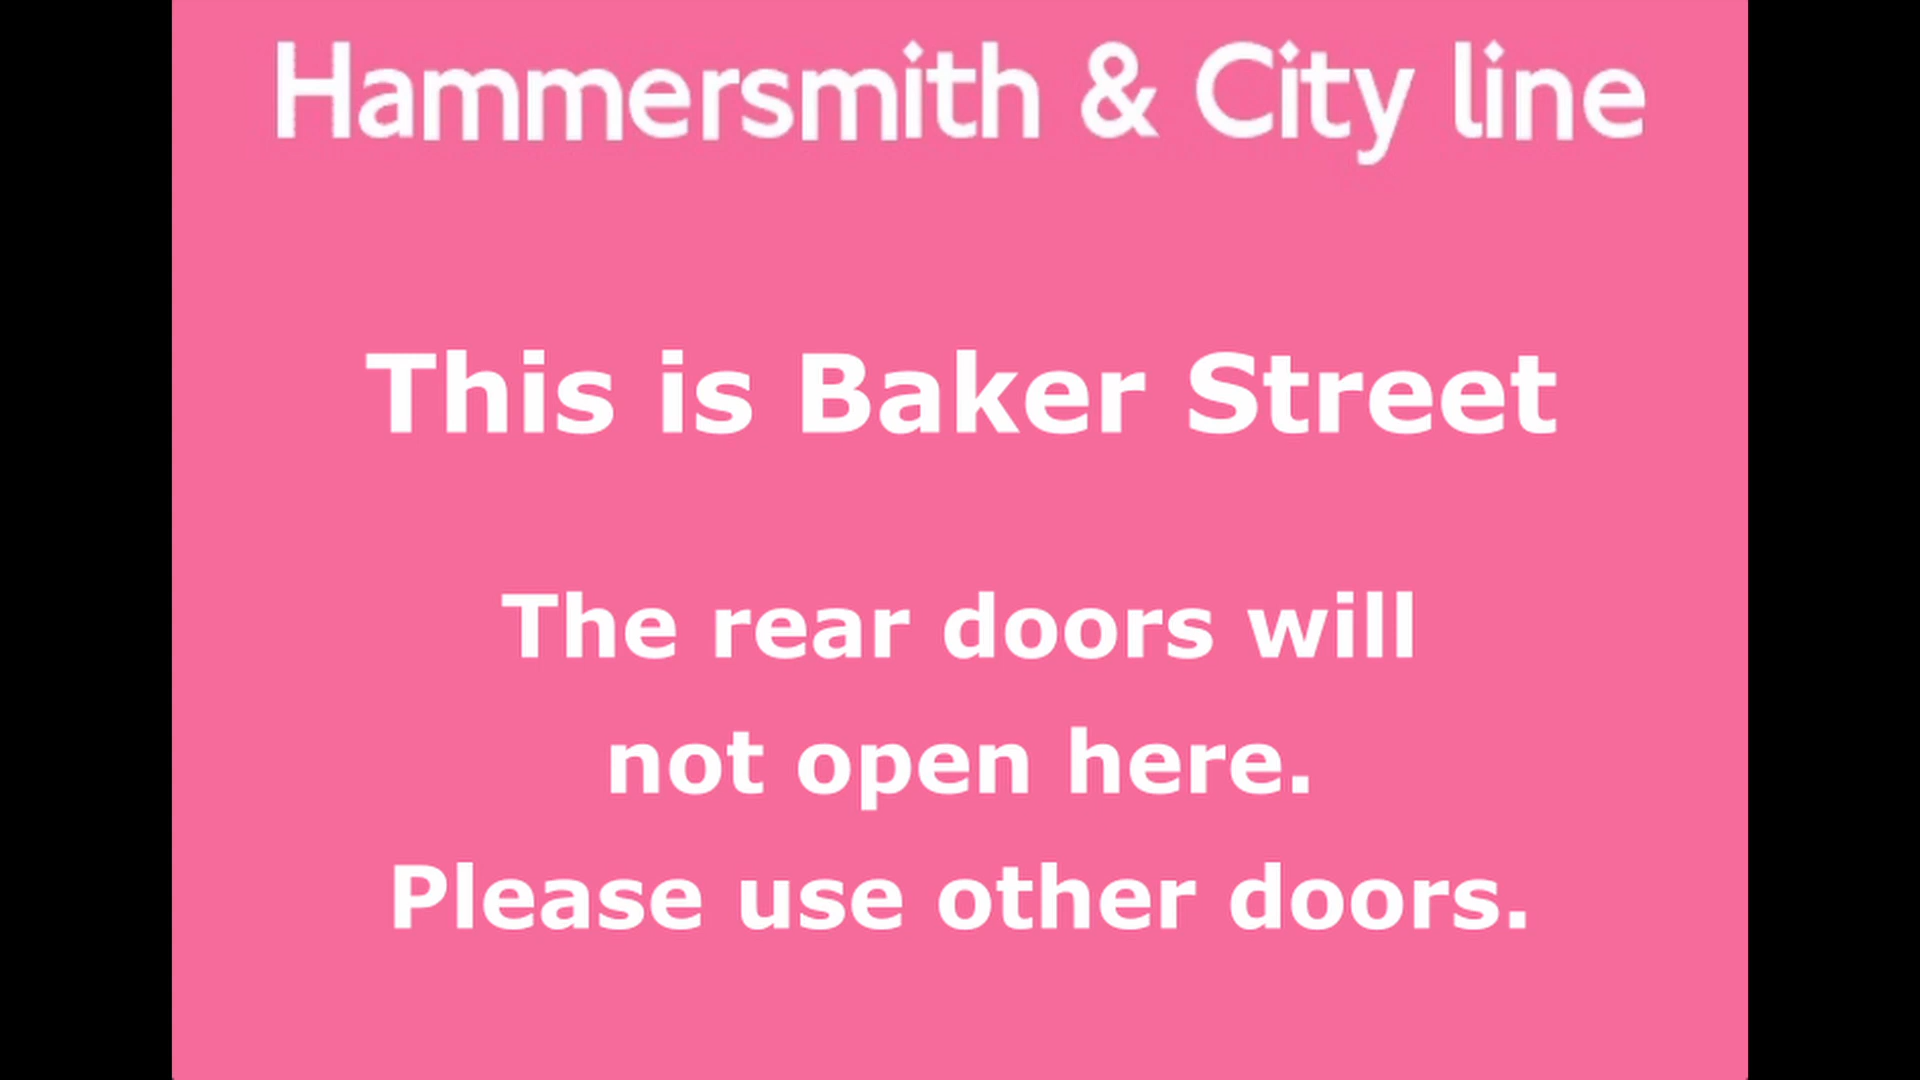 Hammersmith & City line
This is Baker Street
The rear doors will
not open here.
Please use other doors.